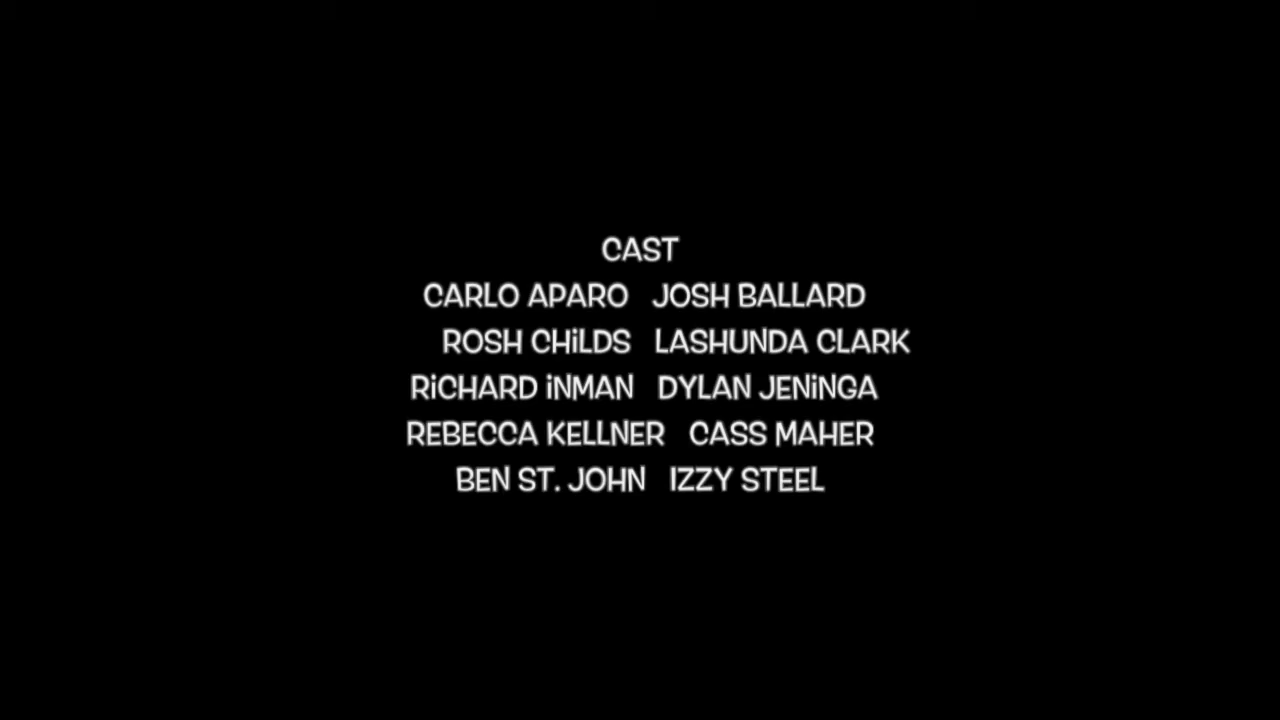 CAST
CARLO APARO JOSH BALLARD
ROSH CHiLDS LASHUNDA CLARK
RiCHARD iNMAN DYLAN JENiNGA
REBECCA KELLNER CASS MAHER
BEN ST. JOHN IZZY STEEL